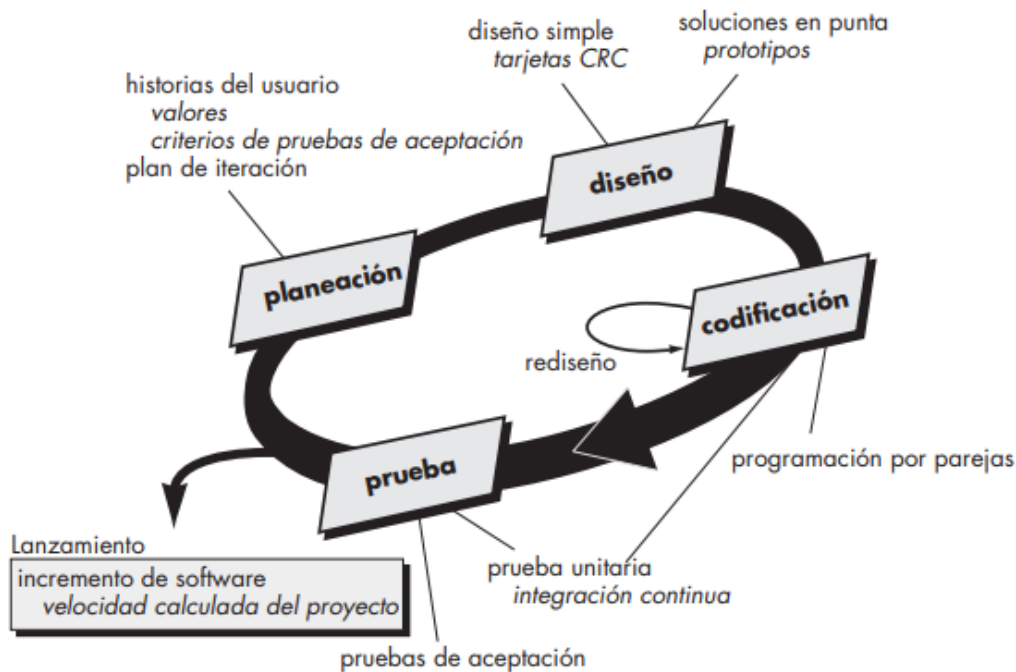 diseño simple
tarjetas CRC
soluciones en punta
prototipos
historias del usuario
valores
criterios de pruebas de aceptación
plan de iteración
diseño
planeación
codificación
rediseño
programación por parejas
prueba
Lanzamiento
incremento de software
velocidad calculada del proyecto
prueba unitaria
integración continua
pruebas de aceptación